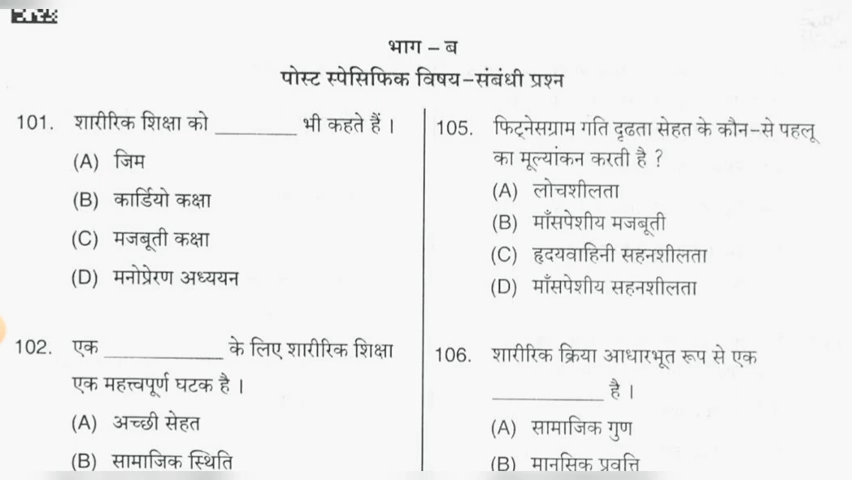 भाग – ब
पोस्ट स्पेसिफिक विषय–संबंधी प्रश्न
101. शारीरिक शिक्षा को ________ भी कहते हैं ।
(A) जिम
(B) कार्डियो कक्षा
(C) मजबूती कक्षा
(D) मनोप्रेरण अध्ययन
102. एक ____________ के लिए शारीरिक शिक्षा
एक महत्त्वपूर्ण घटक है ।
(A) अच्छी सेहत
(B) सामाजिक स्थिति
105. फिट्नेसग्राम गति दृढता सेहत के कौन–से पहलू
का मूल्यांकन करती है ?
(A) लोचशीलता
(B) माँसपेशीय मजबूती
(C) हृदयवाहिनी सहनशीलता
(D) माँसपेशीय सहनशीलता
106. शारीरिक क्रिया आधारभूत रूप से एक
___________ है ।
(A) सामाजिक गुण
(B) मानसिक प्रवृत्ति